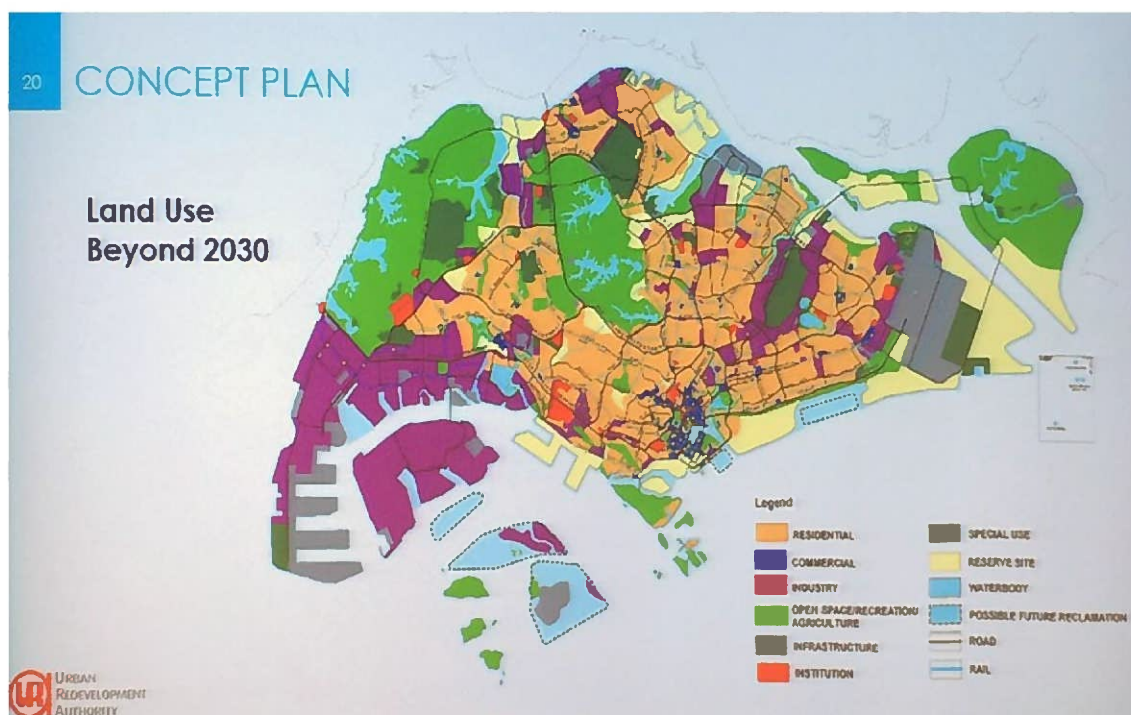 20
CONCEPT PLAN
Land Use
Beyond 2030
Legend
RESIDENTIAL
COMMERCIAL
INDUSTRY
OPEN SPACE/RECREATION/
AGRICULTURE
INFRASTRUCTURE
INSTITUTION
SPECIAL USE
RESERVE SITE
WATERBODY
POSSIBLE FUTURE RECLAMATION
ROAD
RAIL
UR
URBAN
REDEVELOPMENT
AUTHORITY